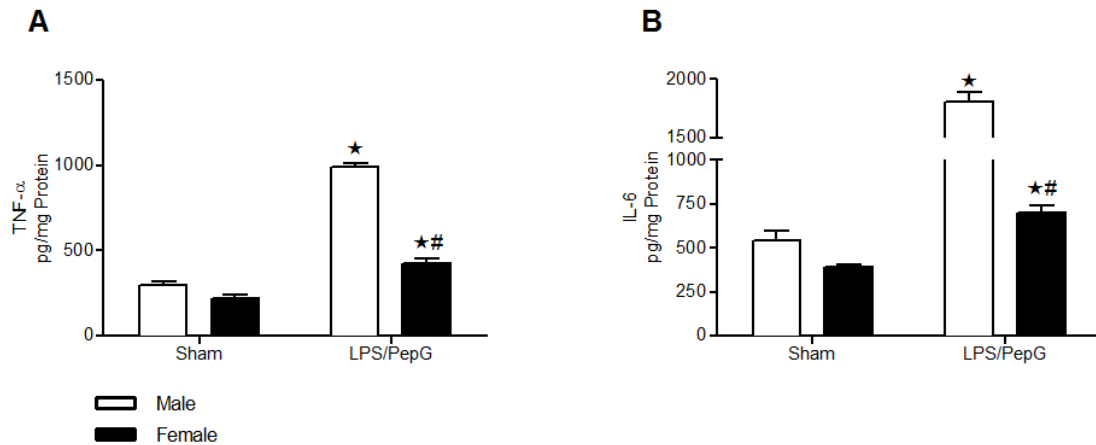 A
TNF-α
pg/mg Protein
1500
1000
500
0
★
★#
Sham
LPS/PepG
Male
Female
B
IL-6
pg/mg Protein
2000
1500
1000
750
500
250
0
★
★#
Sham
LPS/PepG